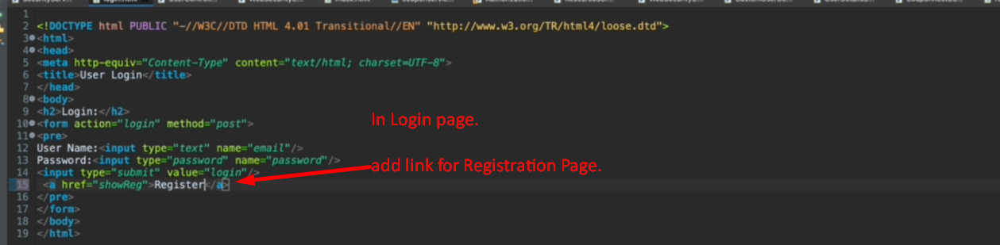 login.html
1
2 <!DOCTYPE html PUBLIC "-//W3C//DTD HTML 4.01 Transitional//EN" "http://www.w3.org/TR/html4/loose.dtd">
3 <html>
4 <head>
5 <meta http-equiv="Content-Type" content="text/html; charset=UTF-8">
6 <title>User Login</title>
7 </head>
8 <body>
9 <h2>Login:</h2>
10 <form action="login" method="post">
In Login page.
11 <pre>
12 User Name:<input type="text" name="email"/>
13 Password:<input type="password" name="password"/>
add link for Registration Page.
14 <input type="submit" value="login"/>
15 <a href="showReg">Register</a>
16 </pre>
17 </form>
18 </body>
19 </html>